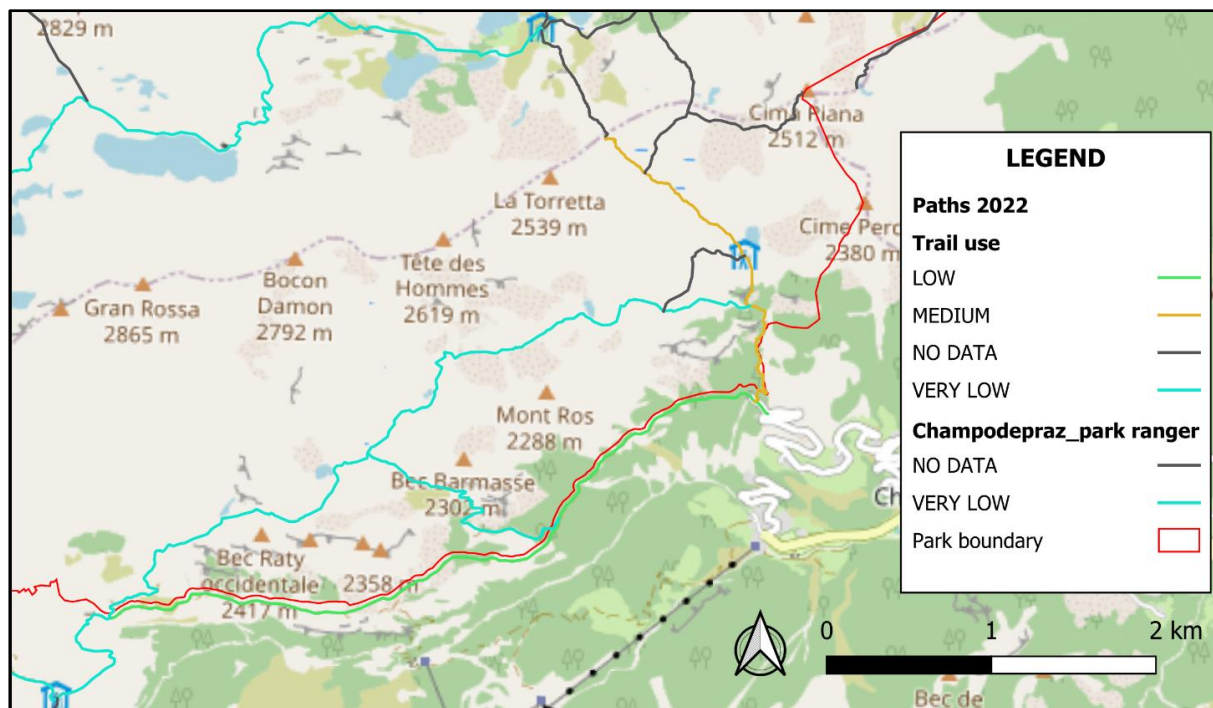 2829 m
Cima Piana
2512 m
La Torretta
2539 m
Cime Perc
2380 m
Tête des
Hommes
2619 m
Bocon
Damon
2792 m
Gran Rossa
2865 m
Mont Ros
2288 m
Bec Barmasse
2302 m
Bec Raty
occidentale
2417 m
2358 m
Ch
Bec de
LEGEND
Paths 2022
Trail use
LOW
MEDIUM
NO DATA
VERY LOW
Champodepraz_park ranger
NO DATA
VERY LOW
Park boundary
0 1 2 km